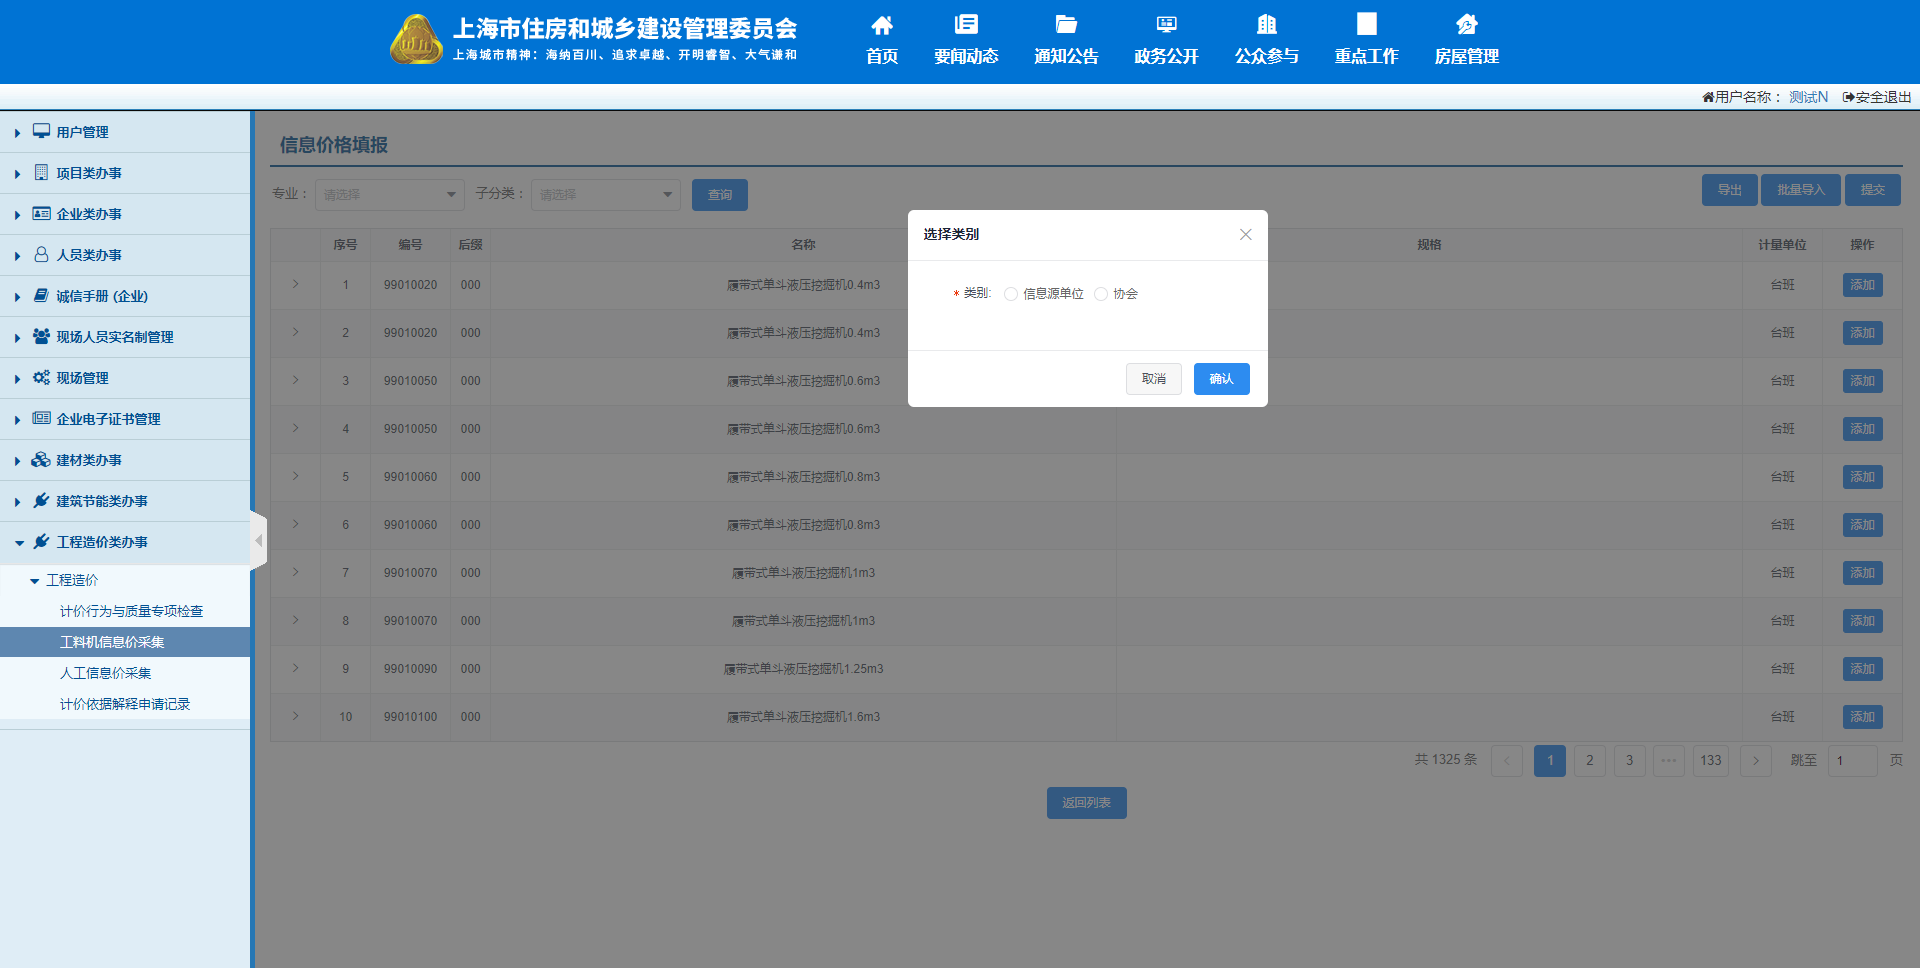 上海市住房和城乡建设管理委员会
上海城市精神：海纳百川、追求卓越、开明睿智、大气谦和
首页 要闻动态 通知公告 政务公开 公众参与 重点工作 房屋管理
用户名称： 测试N 安全退出
用户管理
项目类办事
企业类办事
人员类办事
诚信手册 (企业)
现场人员实名制管理
现场管理
企业电子证书管理
建材类办事
建筑节能类办事
工程造价类办事
工程造价
计价行为与质量专项检查
工料机信息价采集
人工信息价采集
计价依据解释申请记录
信息价格填报
专业： 请选择 子分类： 请选择 查询 导出 批量导入 提交
序号 编号 后缀 名称 规格 计量单位 操作
1 99010020 000 履带式单斗液压挖掘机0.4m3 台班 添加
2 99010020 000 履带式单斗液压挖掘机0.4m3 台班 添加
3 99010050 000 履带式单斗液压挖掘机0.6m3 台班 添加
4 99010050 000 履带式单斗液压挖掘机0.6m3 台班 添加
5 99010060 000 履带式单斗液压挖掘机0.8m3 台班 添加
6 99010060 000 履带式单斗液压挖掘机0.8m3 台班 添加
7 99010070 000 履带式单斗液压挖掘机1m3 台班 添加
8 99010070 000 履带式单斗液压挖掘机1m3 台班 添加
9 99010090 000 履带式单斗液压挖掘机1.25m3 台班 添加
10 99010100 000 履带式单斗液压挖掘机1.6m3 台班 添加
共 1325 条 1 2 3 ••• 133 跳至 1 页
返回列表
选择类别
* 类别: 信息源单位 协会
取消 确认